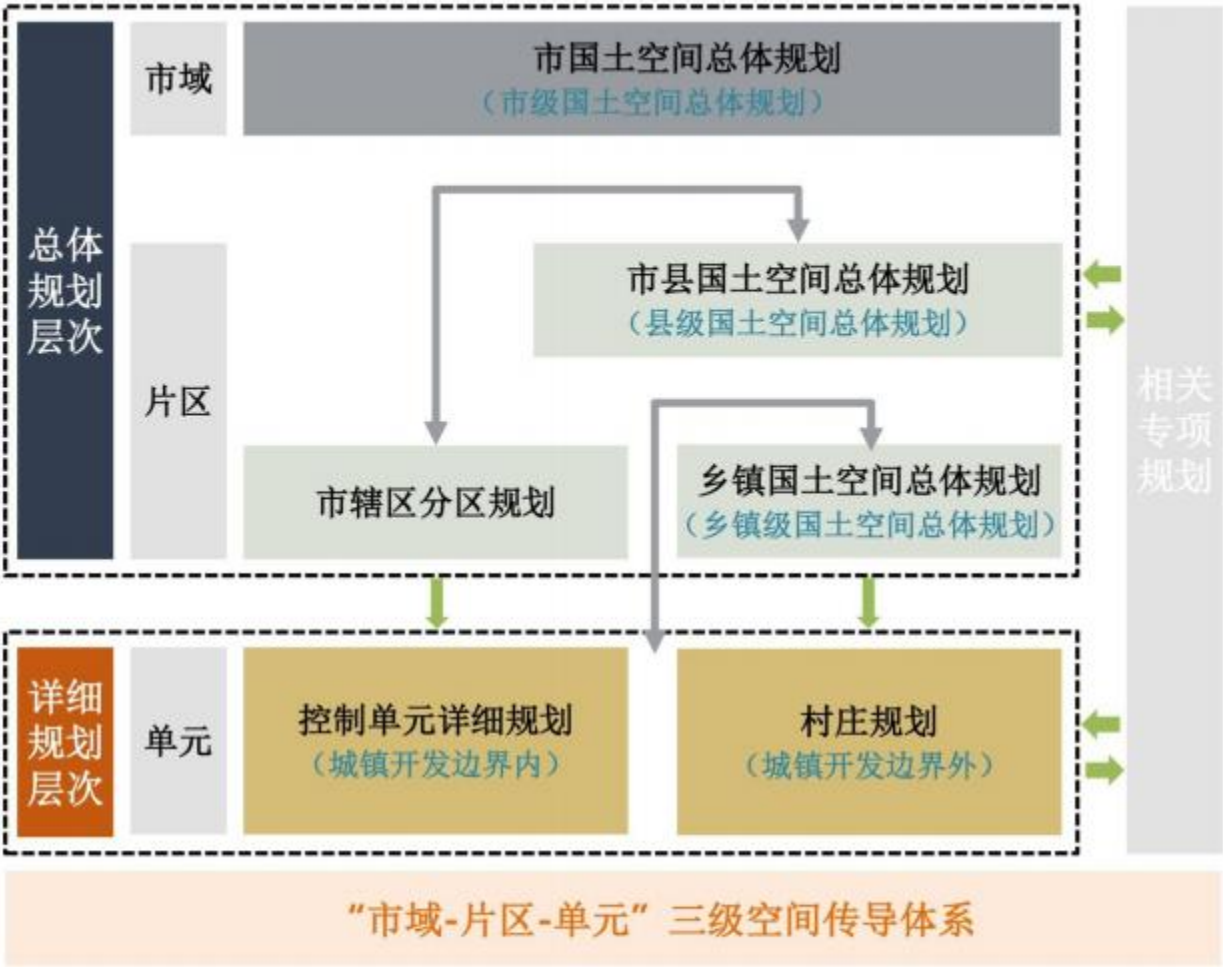 总体
规划
层次
市域
市国土空间总体规划
（市级国土空间总体规划）
片区
市县国土空间总体规划
（县级国土空间总体规划）
市辖区分区规划
乡镇国土空间总体规划
（乡镇级国土空间总体规划）
相关
专项
规划
详细
规划
层次
单元
控制单元详细规划
（城镇开发边界内）
村庄规划
（城镇开发边界外）
“市域-片区-单元”三级空间传导体系